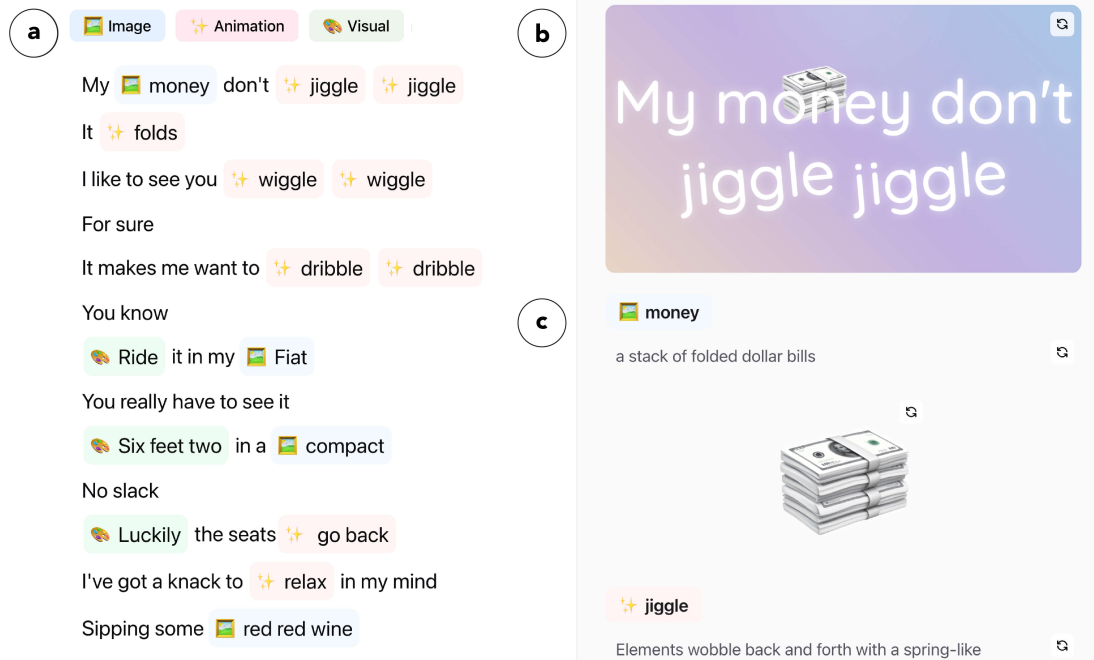 a
Image Animation Visual
My money don't jiggle jiggle
It folds
I like to see you wiggle wiggle
For sure
It makes me want to dribble dribble
You know
Ride it in my Fiat
You really have to see it
Six feet two in a compact
No slack
Luckily the seats go back
I've got a knack to relax in my mind
Sipping some red red wine
b
My money don't
jiggle jiggle
c
money
a stack of folded dollar bills
jiggle
Elements wobble back and forth with a spring-like